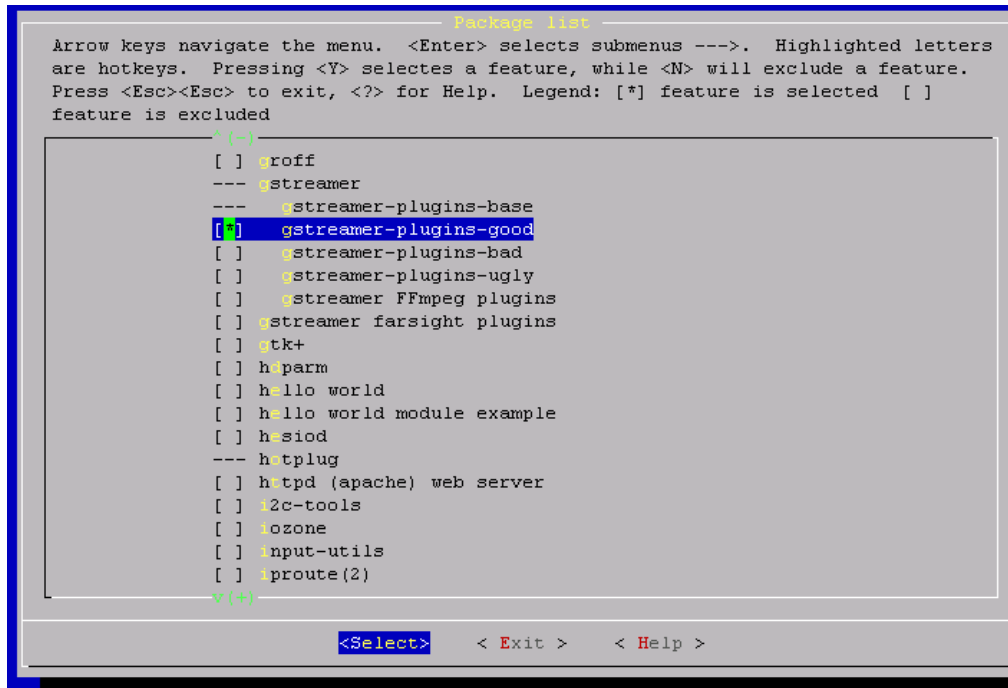 Package list
Arrow keys navigate the menu.  <Enter> selects submenus --->.  Highlighted letters
are hotkeys.  Pressing <Y> selectes a feature, while <N> will exclude a feature.
Press <Esc><Esc> to exit, <?> for Help.  Legend: [*] feature is selected  [ ]
feature is excluded
^(-)
[ ] groff
--- gstreamer
---   gstreamer-plugins-base
[*]   gstreamer-plugins-good
[ ]   gstreamer-plugins-bad
[ ]   gstreamer-plugins-ugly
[ ]   gstreamer FFmpeg plugins
[ ] gstreamer farsight plugins
[ ] gtk+
[ ] hdparm
[ ] hello world
[ ] hello world module example
[ ] hesiod
--- hotplug
[ ] httpd (apache) web server
[ ] i2c-tools
[ ] iozone
[ ] input-utils
[ ] iproute(2)
v(+)
<Select>    < Exit >    < Help >